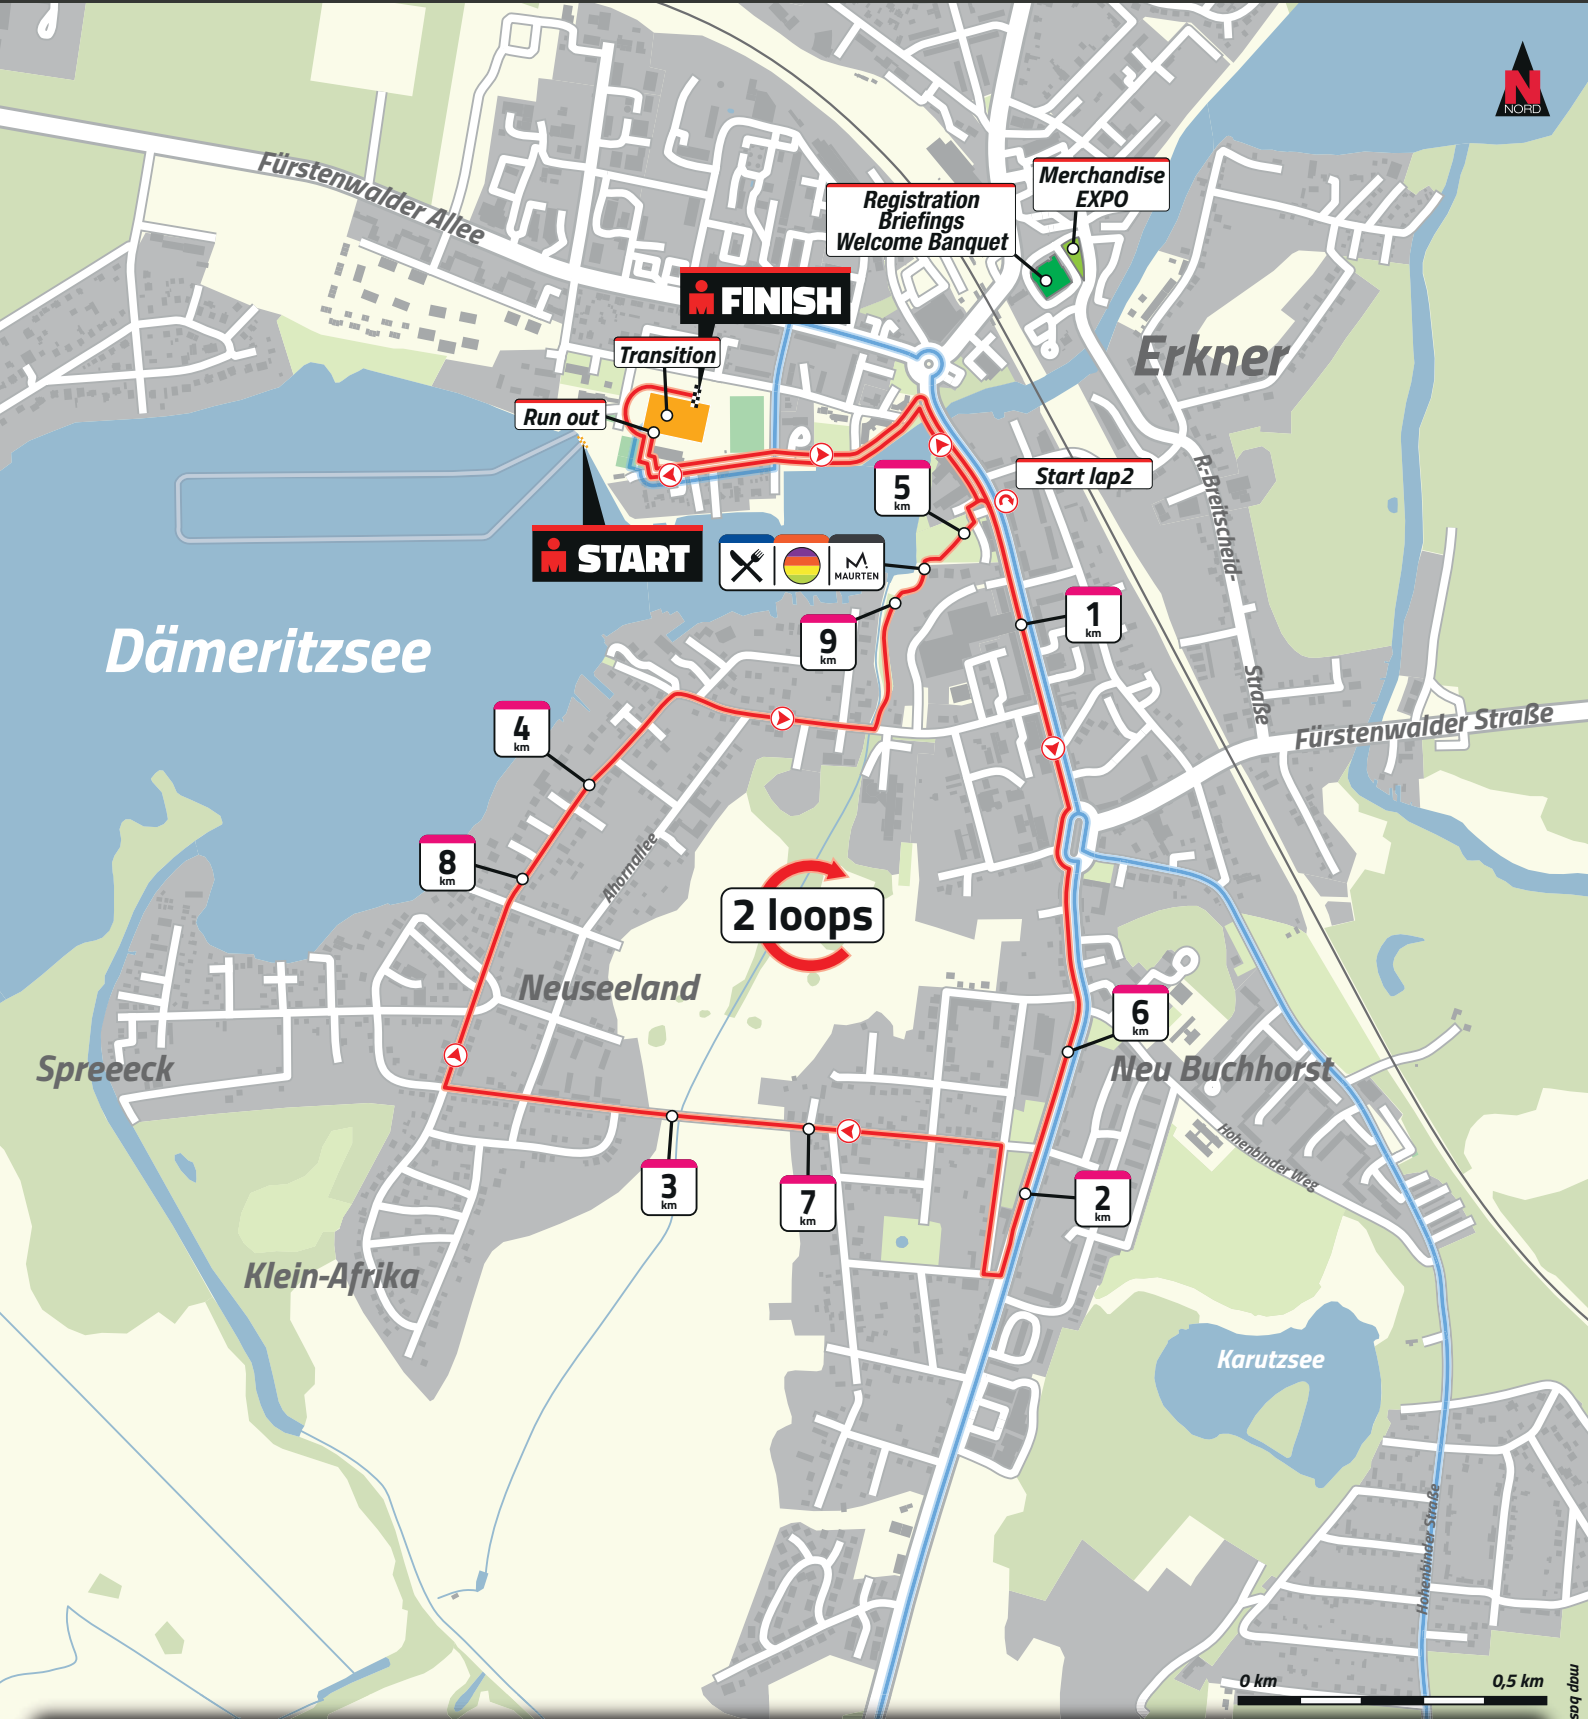 NORD
Fürstenwalder Allee
Merchandise
EXPO
Registration
Briefings
Welcome Banquet
FINISH
Transition
Run out
Erkner
R.-Breitscheid-
Straße
Start lap2
5
km
START
MAURTEN
1
km
9
km
Dämeritzsee
4
km
Fürstenwalder Straße
8
km
Ahornallee
2 loops
Neuseeland
6
km
Spreeeck
Neu Buchhorst
Hohenbinder Weg
3
km
7
km
2
km
Klein-Afrika
Karutzsee
Hohenbinder Straße
0 km
0,5 km
map bas